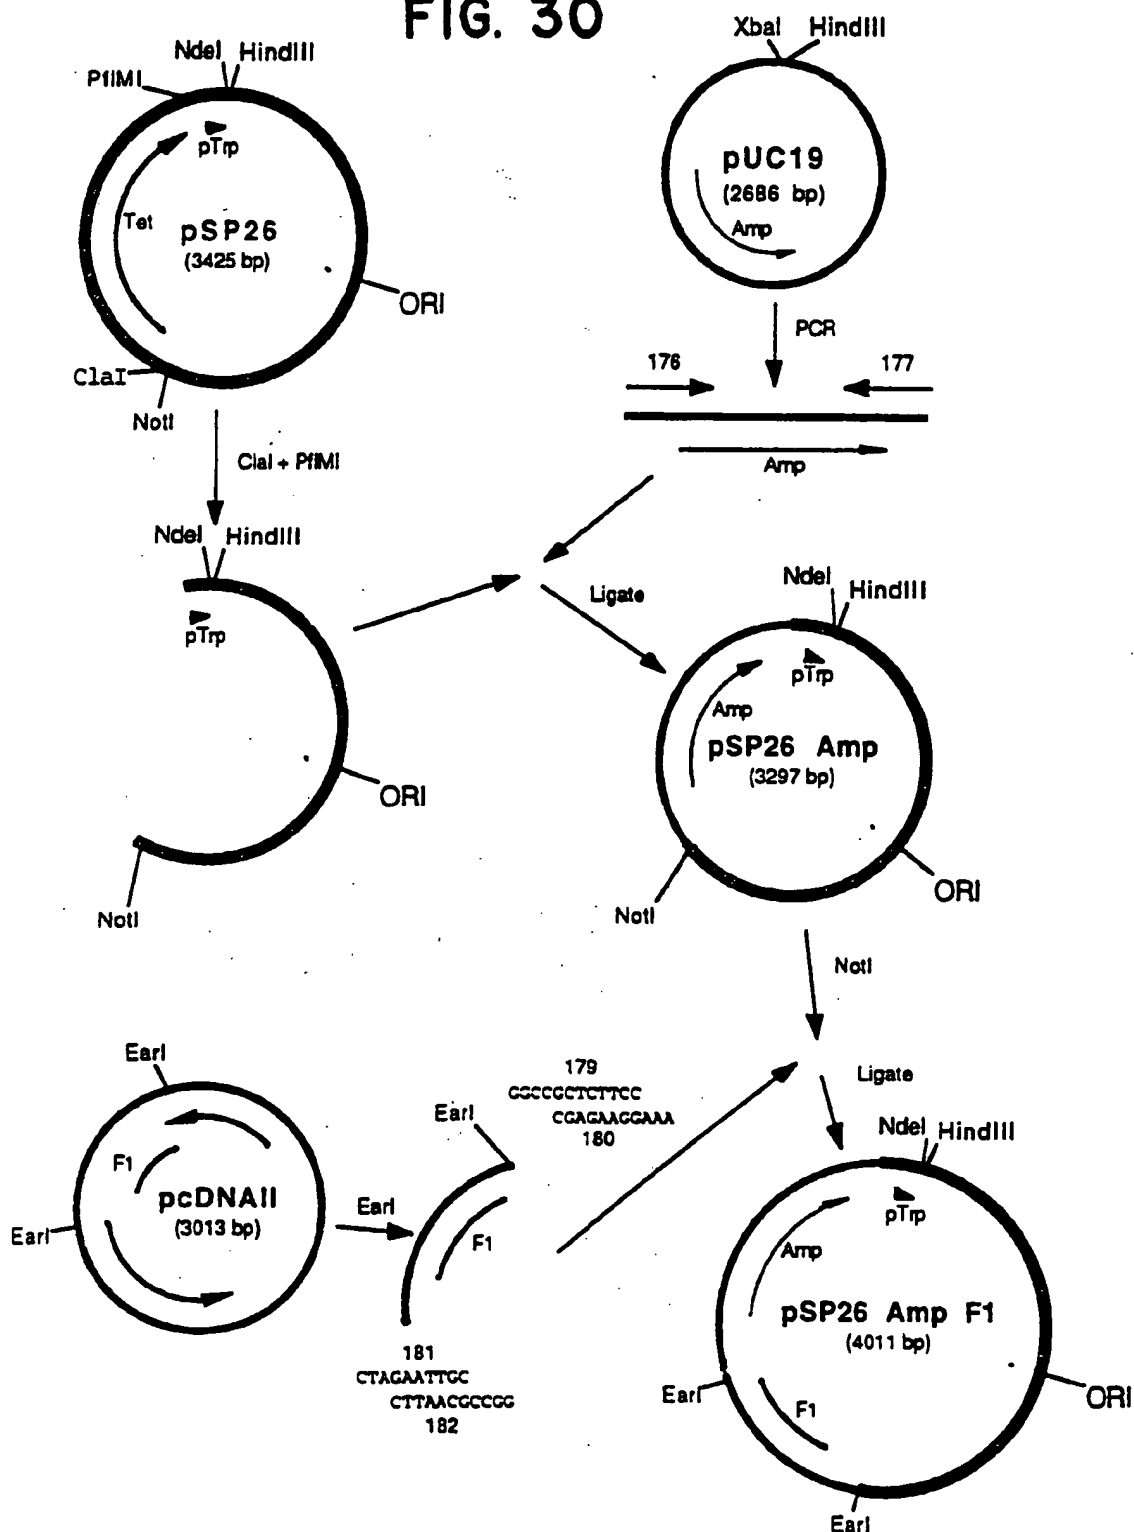 FIG. 30
NdeI HindIII
PflMI
pTrp
Tet
pSP26
(3425 bp)
ORI
ClaI
NotI
XbaI HindIII
pUC19
(2686 bp)
Amp
PCR
176
177
Amp
ClaI + PflMI
NdeI HindIII
pTrp
ORI
NotI
Ligate
NdeI HindIII
pTrp
Amp
pSP26 Amp
(3297 bp)
NotI
ORI
NotI
EarI
F1
pcDNAII
(3013 bp)
EarI
EarI
EarI
F1
179
GGCCGCTCTTCC
CGAGAAGGAAA
180
181
CTAGAATTGC
CTTAACGCCGG
182
Ligate
NdeI HindIII
pTrp
Amp
pSP26 Amp F1
(4011 bp)
EarI
F1
ORI
EarI